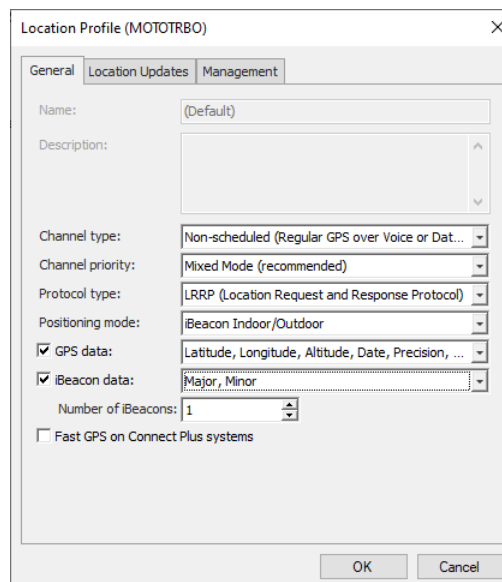 Location Profile (MOTOTRBO)
General Location Updates Management
Name: (Default)
Description:
Channel type: Non-scheduled (Regular GPS over Voice or Dat...
Channel priority: Mixed Mode (recommended)
Protocol type: LRRP (Location Request and Response Protocol)
Positioning mode: iBeacon Indoor/Outdoor
GPS data: Latitude, Longitude, Altitude, Date, Precision, ...
iBeacon data: Major, Minor
Number of iBeacons: 1
Fast GPS on Connect Plus systems
OK Cancel